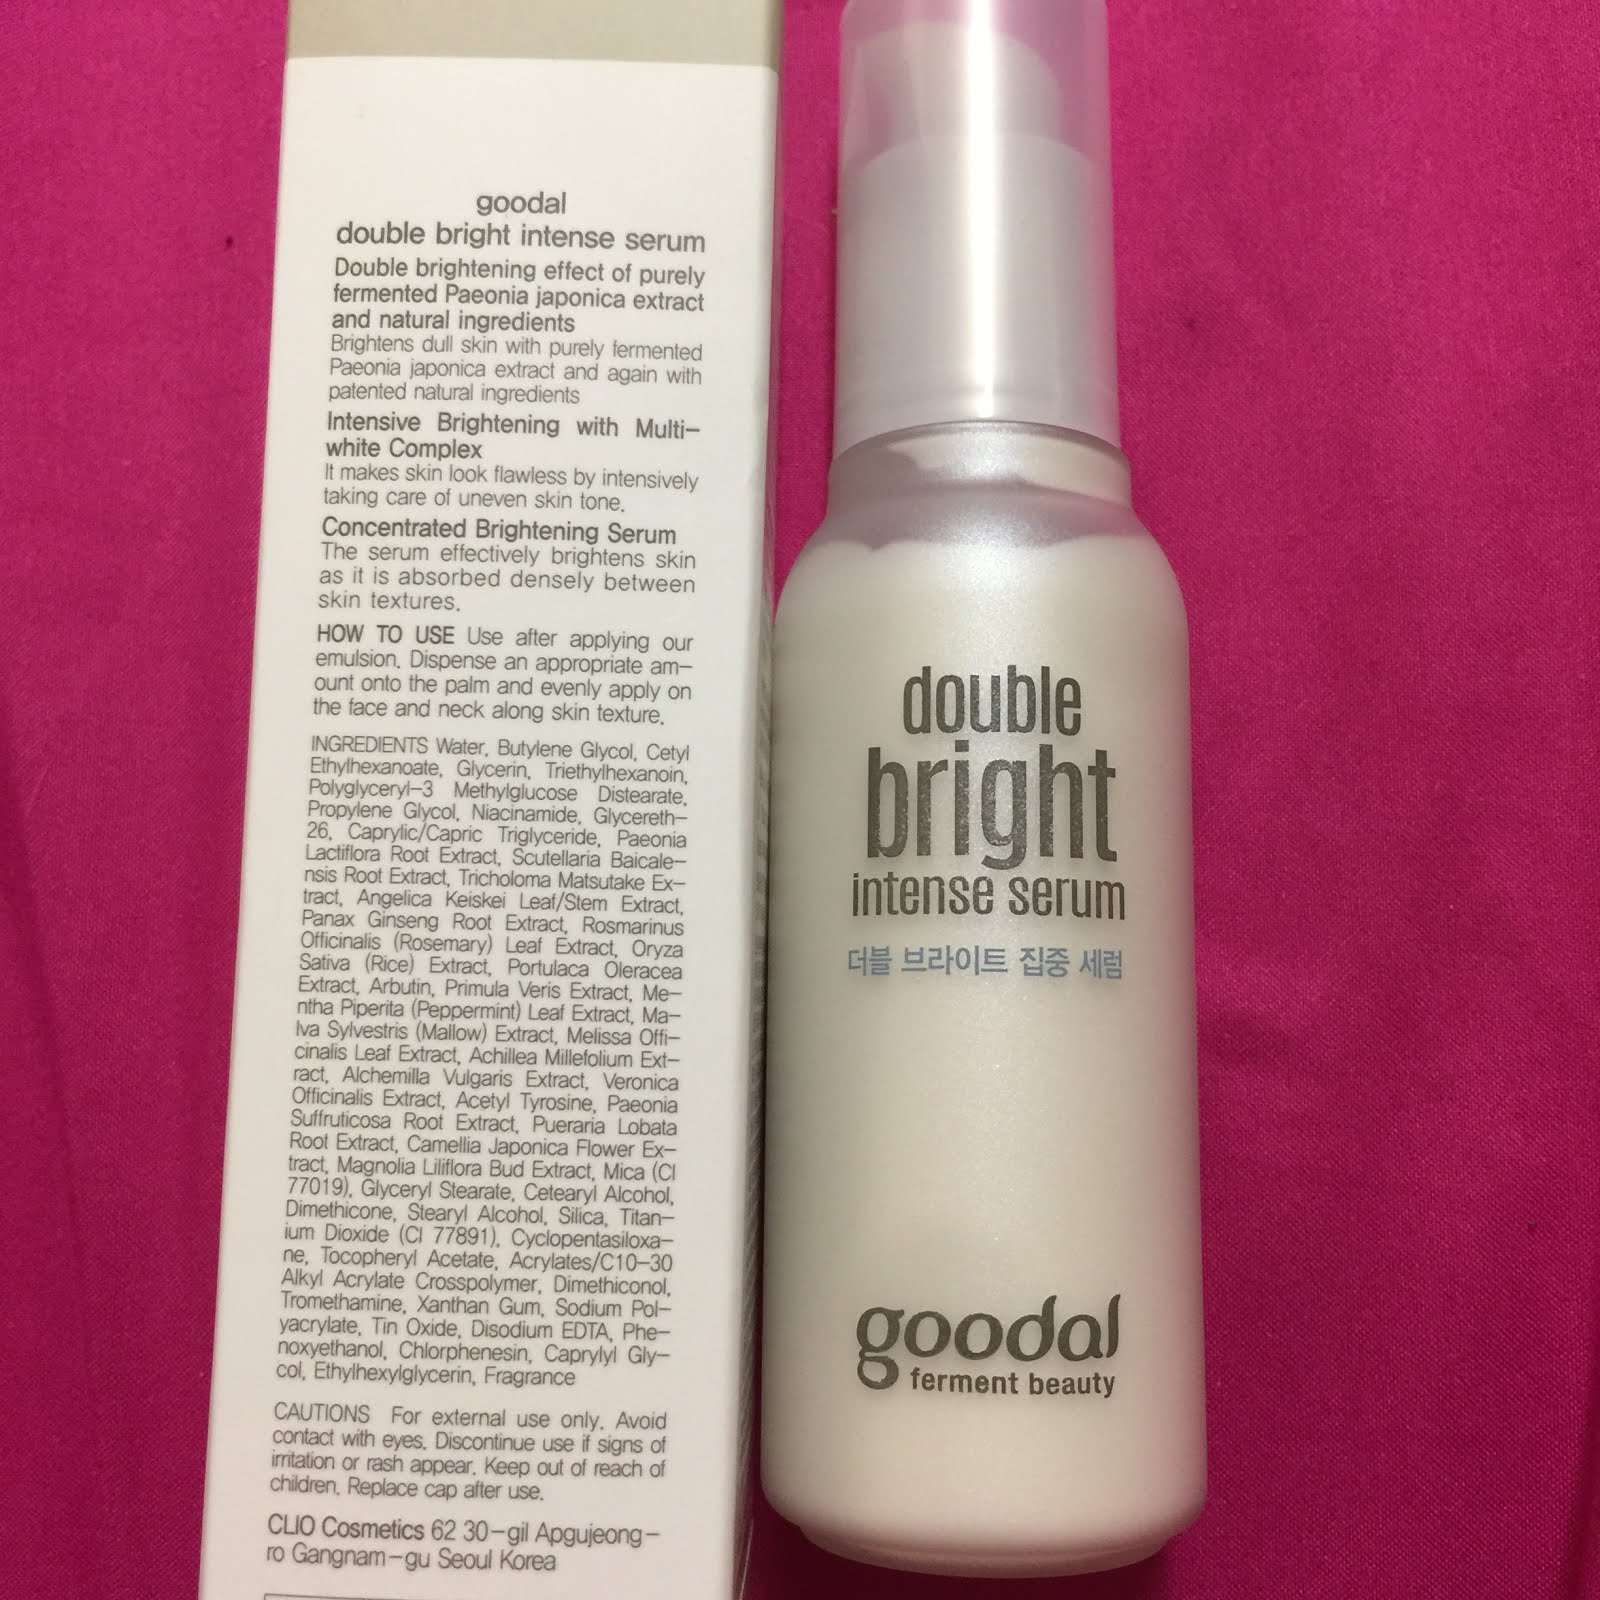 goodal
double bright intense serum
Double brightening effect of purely
fermented Paeonia japonica extract
and natural ingredients
Brightens dull skin with purely fermented
Paeonia japonica extract and again with
patented natural ingredients
Intensive Brightening with Multi-
white Complex
It makes skin look flawless by intensively
taking care of uneven skin tone.
Concentrated Brightening Serum
The serum effectively brightens skin
as it is absorbed densely between
skin textures.
HOW TO USE Use after applying our
emulsion. Dispense an appropriate am-
ount onto the palm and evenly apply on
the face and neck along skin texture.
INGREDIENTS Water, Butylene Glycol, Cetyl
Ethylhexanoate, Glycerin, Triethylhexanoin,
Polyglyceryl-3 Methylglucose Distearate,
Propylene Glycol, Niacinamide, Glycereth-
26, Caprylic/Capric Triglyceride, Paeonia
Lactiflora Root Extract, Scutellaria Baicale-
nsis Root Extract, Tricholoma Matsutake Ex-
tract, Angelica Keiskei Leaf/Stem Extract,
Panax Ginseng Root Extract, Rosmarinus
Officinalis (Rosemary) Leaf Extract, Oryza
Sativa (Rice) Extract, Portulaca Oleracea
Extract, Arbutin, Primula Veris Extract, Me-
ntha Piperita (Peppermint) Leaf Extract, Ma-
lva Sylvestris (Mallow) Extract, Melissa Offi-
cinalis Leaf Extract, Achillea Millefolium Ext-
ract, Alchemilla Vulgaris Extract, Veronica
Officinalis Extract, Acetyl Tyrosine, Paeonia
Suffruticosa Root Extract, Pueraria Lobata
Root Extract, Camellia Japonica Flower Ex-
tract, Magnolia Liliflora Bud Extract, Mica (CI
77019), Glyceryl Stearate, Cetearyl Alcohol,
Dimethicone, Stearyl Alcohol, Silica, Titan-
ium Dioxide (CI 77891), Cyclopentasiloxa-
ne, Tocopheryl Acetate, Acrylates/C10-30
Alkyl Acrylate Crosspolymer, Dimethiconol,
Tromethamine, Xanthan Gum, Sodium Pol-
yacrylate, Tin Oxide, Disodium EDTA, Phe-
noxyethanol, Chlorphenesin, Caprylyl Gly-
col, Ethylhexylglycerin, Fragrance
CAUTIONS For external use only. Avoid
contact with eyes. Discontinue use if signs of
irritation or rash appear. Keep out of reach of
children. Replace cap after use.
CLIO Cosmetics 62 30-gil Apgujeong-
ro Gangnam-gu Seoul Korea
double
bright
intense serum
더블 브라이트 집중 세럼
goodal
ferment beauty